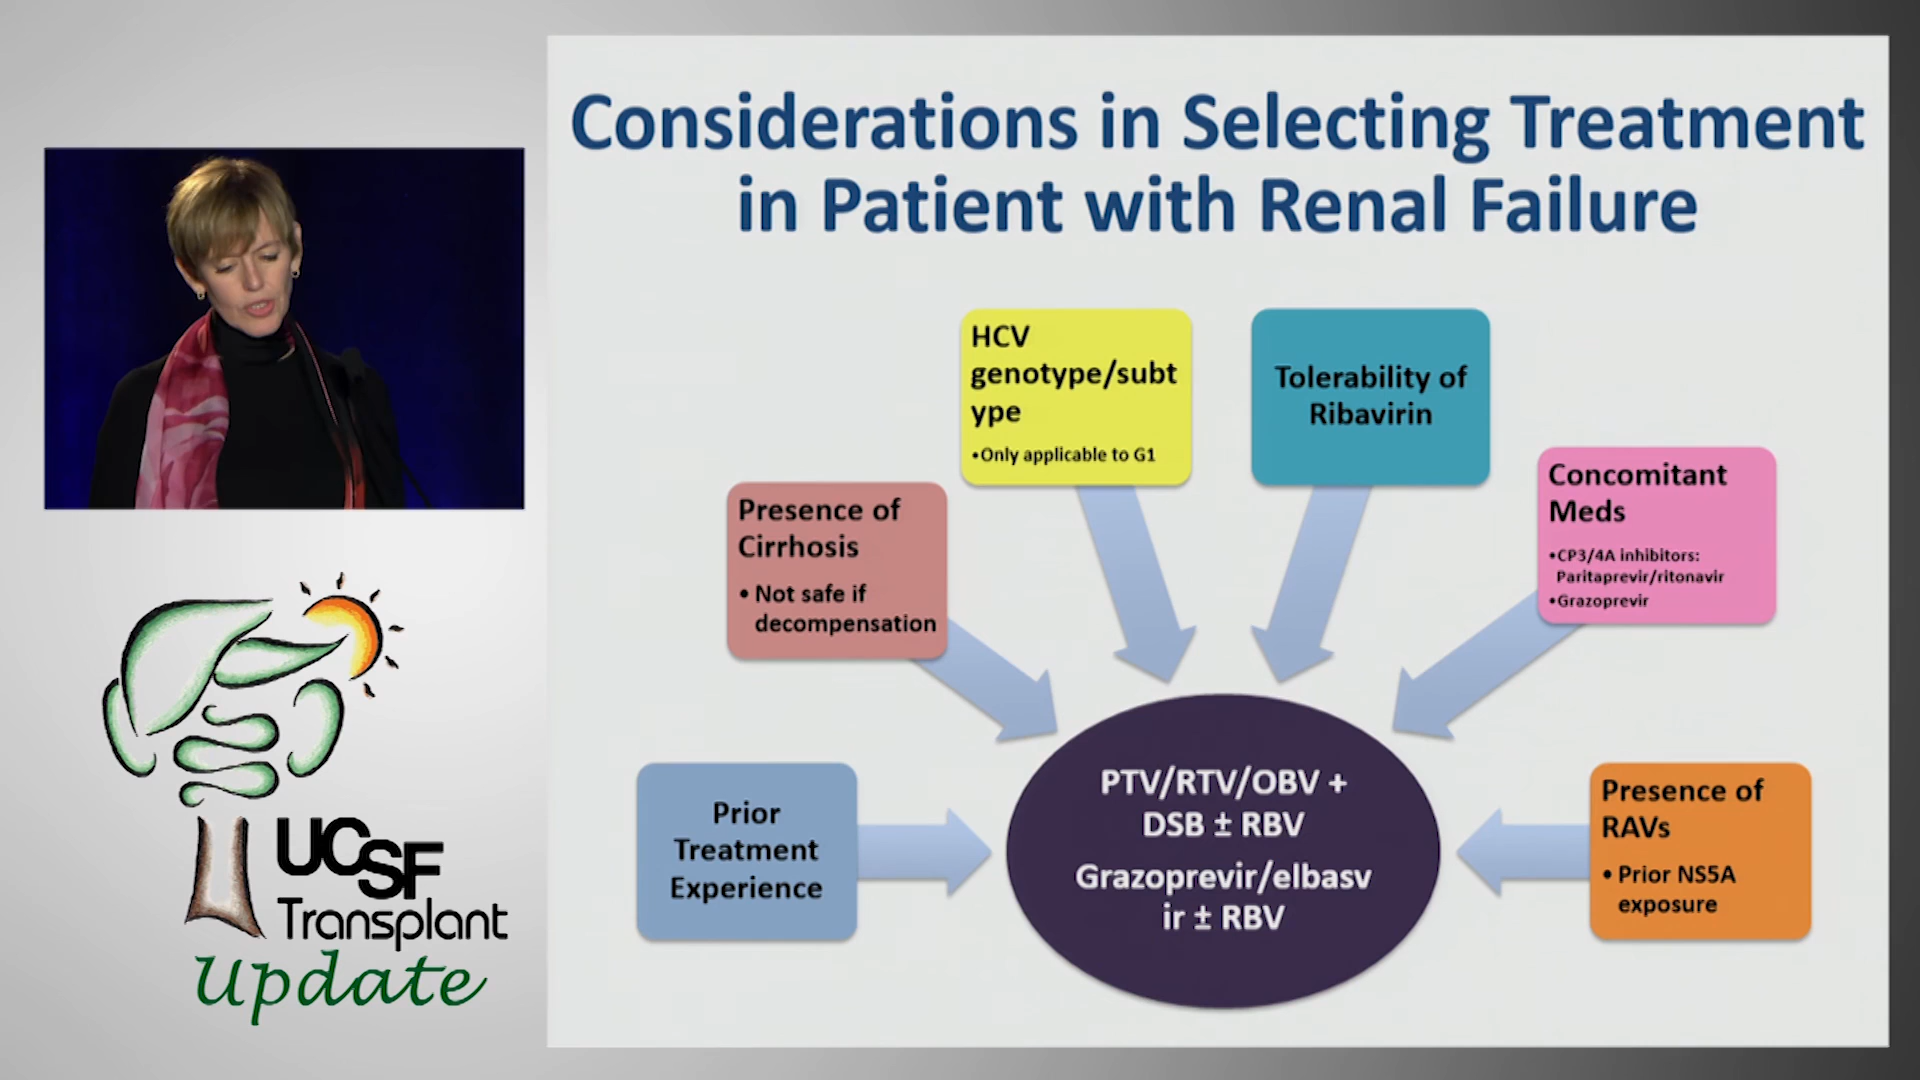 Considerations in Selecting Treatment
in Patient with Renal Failure
HCV
genotype/subt
ype
•Only applicable to G1
Tolerability of
Ribavirin
Concomitant
Meds
•CP3/4A inhibitors:
Paritaprevir/ritonavir
•Grazoprevir
Presence of
Cirrhosis
• Not safe if
decompensation
Prior
Treatment
Experience
PTV/RTV/OBV +
DSB ± RBV
Grazoprevir/elbasv
ir ± RBV
Presence of
RAVs
• Prior NS5A
exposure
UCSF
Transplant
Update